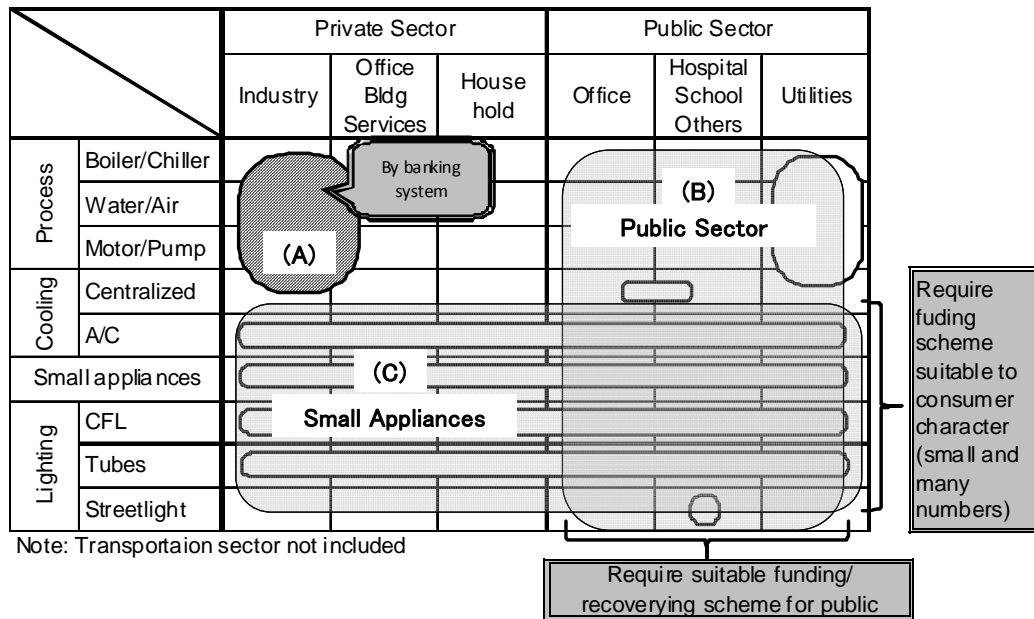 Private Sector
Public Sector
Industry
Office
Bldg
Services
House
hold
Office
Hospital
School
Others
Utilities
Process
Boiler/Chiller
Water/Air
Motor/Pump
Cooling
Centralized
A/C
Small appliances
Lighting
CFL
Tubes
Streetlight
By banking
system
(A)
(B)
Public Sector
(C)
Small Appliances
Require
fuding
scheme
suitable to
consumer
character
(small and
many
numbers)
Note: Transportaion sector not included
Require suitable funding/
recoverying scheme for public